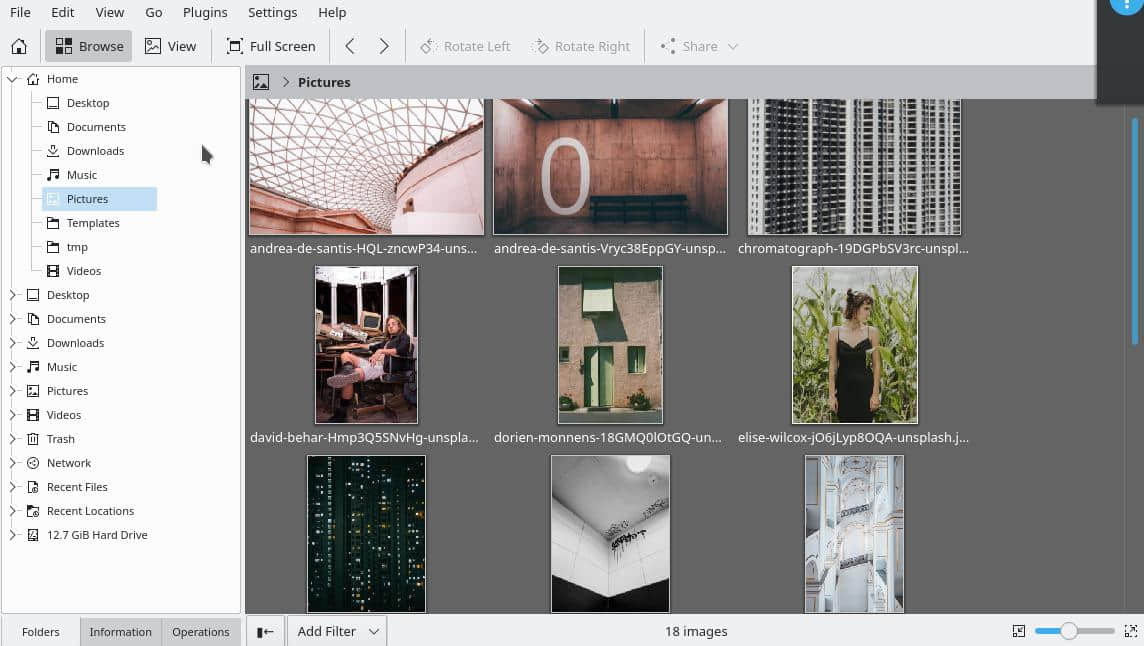 File Edit View Go Plugins Settings Help
Browse View Full Screen Rotate Left Rotate Right Share
Home
Desktop
Documents
Downloads
Music
Pictures
Templates
tmp
Videos
Desktop
Documents
Downloads
Music
Pictures
Videos
Trash
Network
Recent Files
Recent Locations
12.7 GiB Hard Drive
Pictures
0
andrea-de-santis-HQL-zncwP34-uns... andrea-de-santis-Vryc38EppGY-unsp... chromatograph-19DGPbSV3rc-unspl...
david-behar-Hmp3Q5SNvHg-unspla... dorien-monnens-18GMQ0lOtGQ-un... elise-wilcox-jO6jLyp8OQA-unsplash.j...
Folders Information Operations Add Filter 18 images